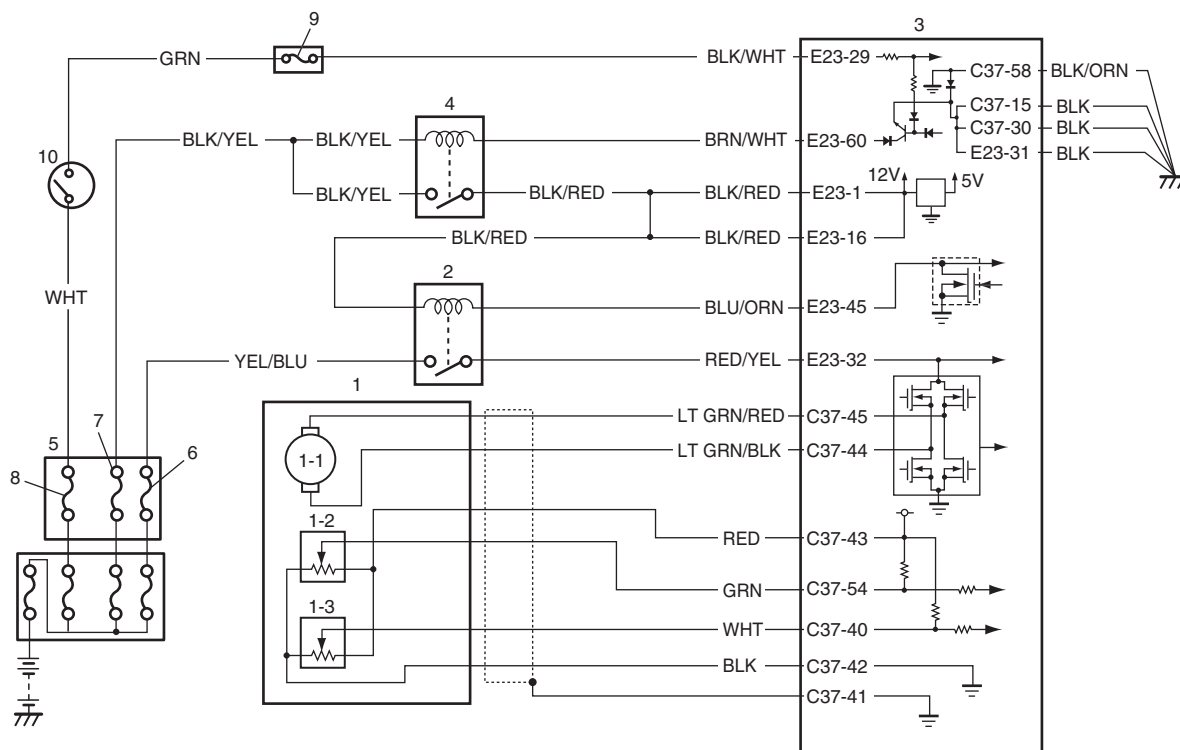 3
9
GRN
BLK/WHT
E23-29
C37-58
BLK/ORN
4
C37-15
BLK
BLK/YEL
BLK/YEL
BRN/WHT
E23-60
C37-30
BLK
10
E23-31
BLK
12V
5V
BLK/YEL
BLK/RED
BLK/RED
E23-1
BLK/RED
BLK/RED
E23-16
2
WHT
BLU/ORN
E23-45
YEL/BLU
RED/YEL
E23-32
1
LT GRN/RED
C37-45
7
5
6
LT GRN/BLK
C37-44
1-1
8
1-2
RED
C37-43
GRN
C37-54
1-3
WHT
C37-40
BLK
C37-42
C37-41